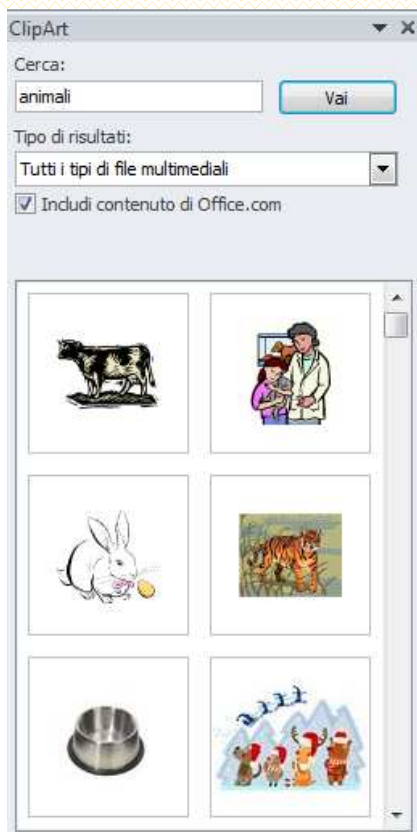 ClipArt
Cerca:
animali
Vai
Tipo di risultati:
Tutti i tipi di file multimediali
Includi contenuto di Office.com